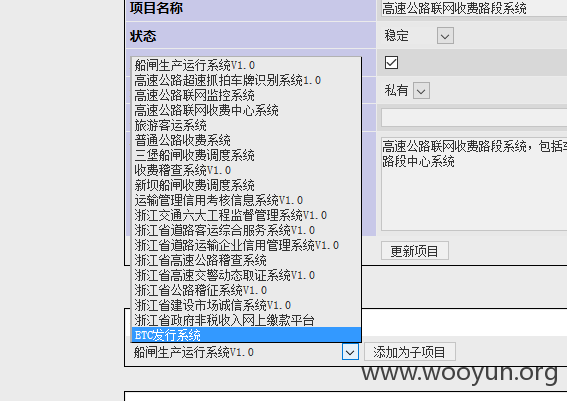 项目名称
高速公路联网收费路段系统
状态
稳定
船闸生产运行系统V1.0
高速公路超速抓拍车牌识别系统1.0
高速公路联网监控系统
高速公路联网收费中心系统
私有
旅游客运系统
普通公路收费系统
三堡船闸收费调度系统
高速公路联网收费路段系统，包括
路段中心系统
收费稽查系统V1.0
新坝船闸收费调度系统
运输管理信用考核信息系统V1.0
浙江交通六大工程监督管理系统V1.0
浙江省道路客运综合服务系统V1.0
浙江省道路运输企业信用管理系统V1.0
更新项目
浙江省高速公路稽查系统
浙江省高速交警动态取证系统V1.0
浙江省公路稽征系统V1.0
浙江省建设市场诚信系统V1.0
浙江省政府非税收入网上缴款平台
BTC发行系统
船闸生产运行系统V1.0
添加为子项目
www.wooyun.org